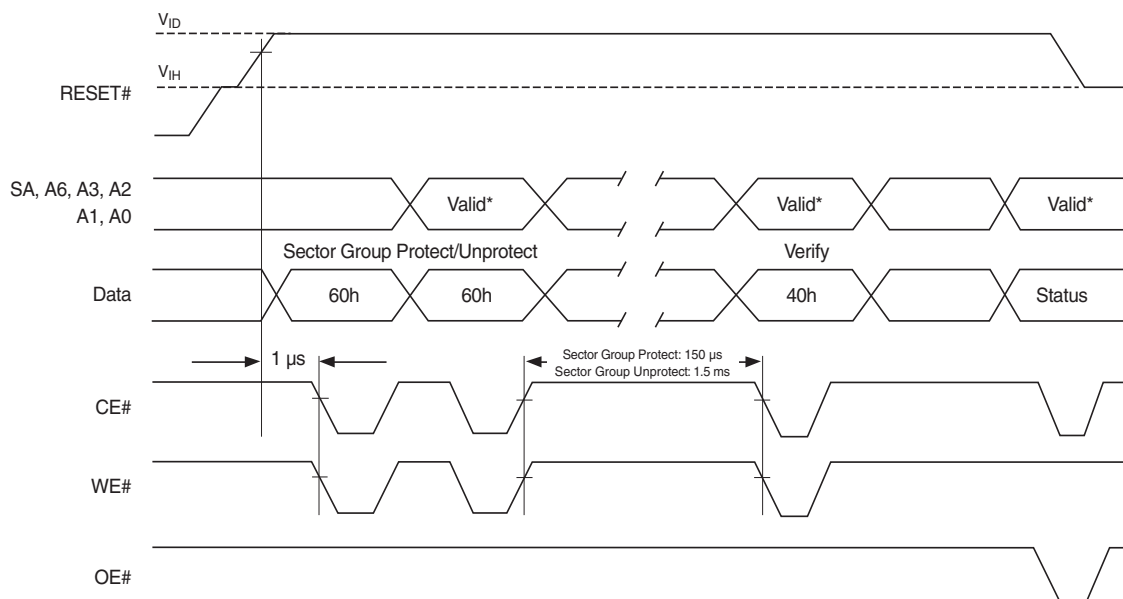 VID
VIH
RESET#
SA, A6, A3, A2
A1, A0
Valid*
Valid*
Valid*
Sector Group Protect/Unprotect
Verify
Data
60h
60h
40h
Status
1 µs
Sector Group Protect: 150 µs
Sector Group Unprotect: 1.5 ms
CE#
WE#
OE#